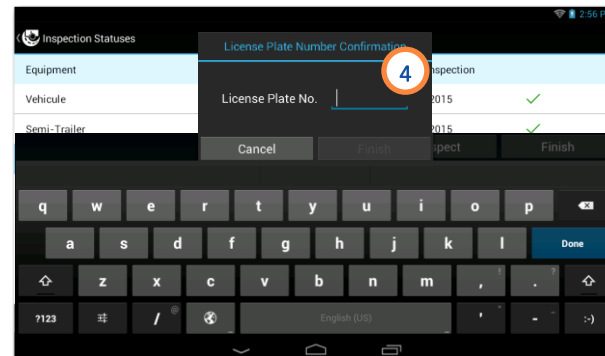 2:56 P
Inspection Statuses
License Plate Number Confirmation
4
Equipment
nspection
Vehicule
License Plate No.
2015
Semi-Trailer
2015
Cancel
Finish
spect
Finish
q w e r t y u i o p
a s d f g h j k l Done
z x c v b n m , ! . ?
?123 / @ English (US) ' " - _ :-)